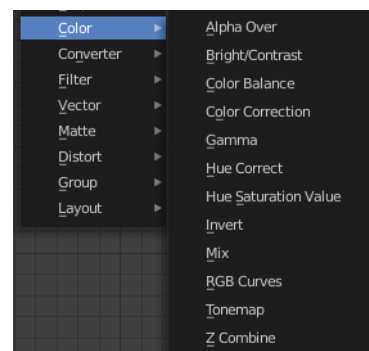 Color
Converter
Filter
Vector
Matte
Distort
Group
Layout
Alpha Over
Bright/Contrast
Color Balance
Color Correction
Gamma
Hue Correct
Hue Saturation Value
Invert
Mix
RGB Curves
Tonemap
Z Combine